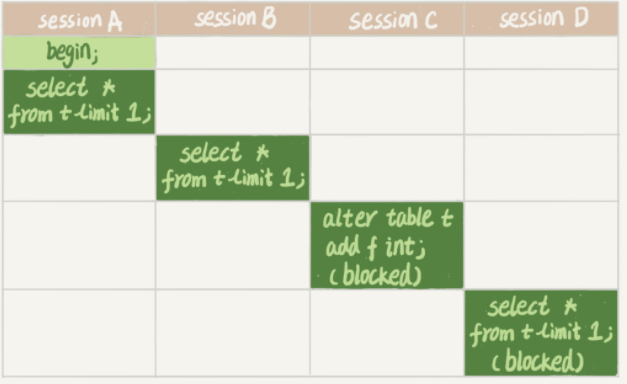 session A session B session C session D
begin;
select *
from t limit 1;
select *
from t limit 1;
alter table t
add f int;
(blocked)
select *
from t limit 1;
(blocked)